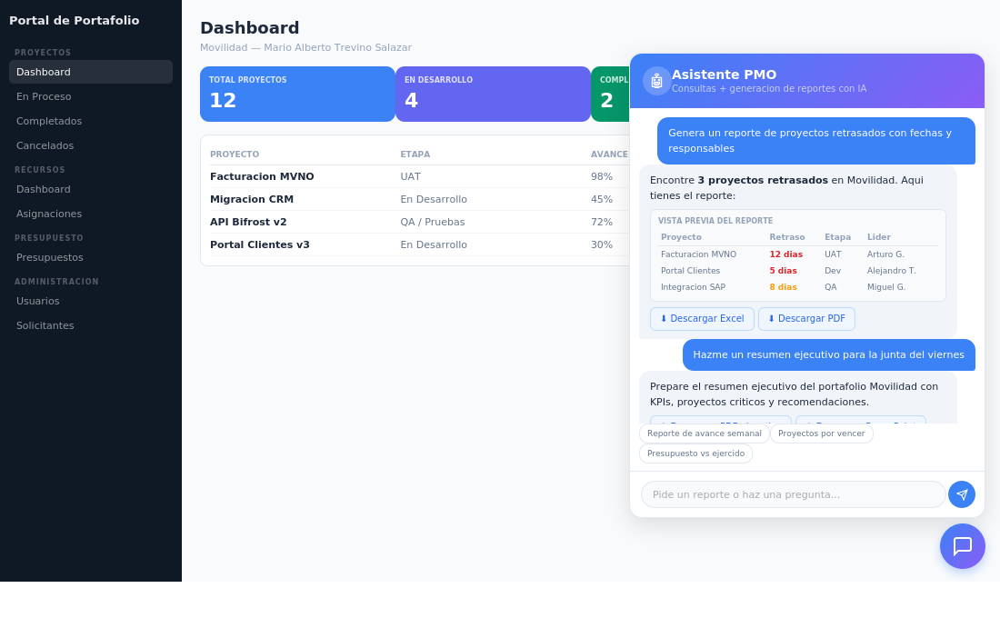 Portal de Portafolio
PROYECTOS
Dashboard
En Proceso
Completados
Cancelados
RECURSOS
Dashboard
Asignaciones
PRESUPUESTO
Presupuestos
ADMINISTRACION
Usuarios
Solicitantes
Dashboard
Movilidad — Mario Alberto Trevino Salazar
TOTAL PROYECTOS
12
EN DESARROLLO
4
COMPL
2
PROYECTO ETAPA AVANCE
Facturacion MVNO UAT 98%
Migracion CRM En Desarrollo 45%
API Bifrost v2 QA / Pruebas 72%
Portal Clientes v3 En Desarrollo 30%
Asistente PMO
Consultas + generacion de reportes con IA
Genera un reporte de proyectos retrasados con fechas y
responsables
Encontre 3 proyectos retrasados en Movilidad. Aqui
tienes el reporte:
VISTA PREVIA DEL REPORTE
Proyecto Retraso Etapa Lider
Facturacion MVNO 12 dias UAT Arturo G.
Portal Clientes 5 dias Dev Alejandro T.
Integracion SAP 8 dias QA Miguel G.
⬇ Descargar Excel ⬇ Descargar PDF
Hazme un resumen ejecutivo para la junta del viernes
Prepare el resumen ejecutivo del portafolio Movilidad con
KPIs, proyectos criticos y recomendaciones.
Reporte de avance semanal Proyectos por vencer
Presupuesto vs ejercido
Pide un reporte o haz una pregunta...